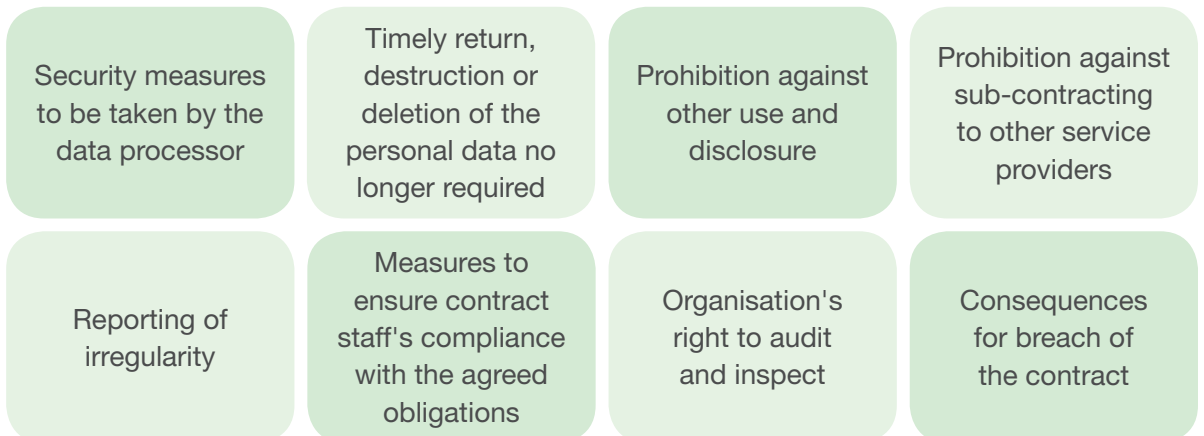 Security measures
to be taken by the
data processor
Timely return,
destruction or
deletion of the
personal data no
longer required
Prohibition against
other use and
disclosure
Prohibition against
sub-contracting
to other service
providers
Reporting of
irregularity
Measures to
ensure contract
staff's compliance
with the agreed
obligations
Organisation's
right to audit
and inspect
Consequences
for breach of
the contract